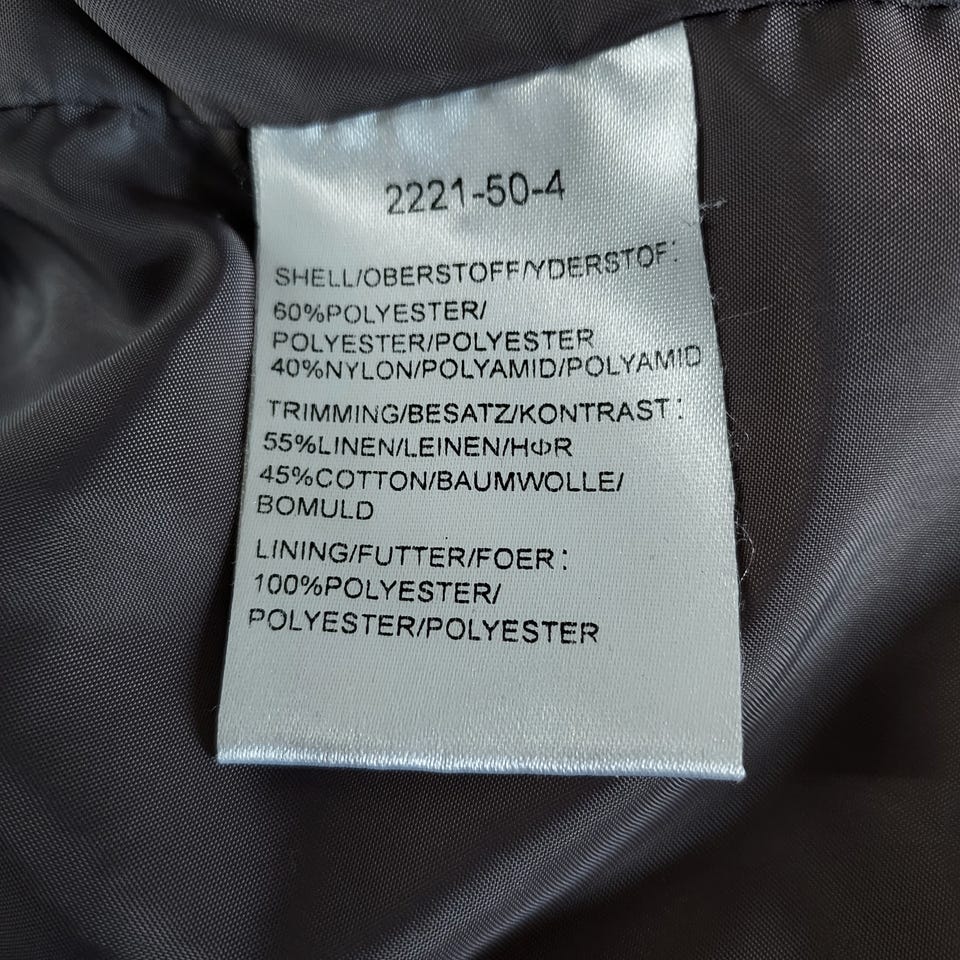 2221-50-4
SHELL/OBERSTOFF/YDERSTOF:
60%POLYESTER/
POLYESTER/POLYESTER
40%NYLON/POLYAMID/POLYAMID
TRIMMING/BESATZ/KONTRAST:
55%LINEN/LEINEN/HФR
45%COTTON/BAUMWOLLE/
BOMULD
LINING/FUTTER/FOER:
100%POLYESTER/
POLYESTER/POLYESTER